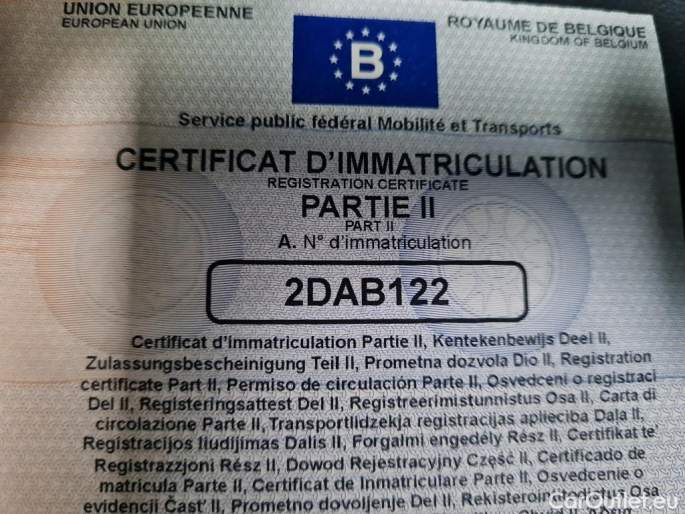 UNION EUROPEENNE
EUROPEAN UNION
B
ROYAUME DE BELGIQUE
KINGDOM OF BELGIUM
Service public fédéral Mobilité et Transports
CERTIFICAT D'IMMATRICULATION
REGISTRATION CERTIFICATE
PARTIE II
PART II
A. N° d'immatriculation
2DAB122
Certificat d'immatriculation Partie II, Kentekenbewijs Deel II,
Zulassungsbescheinigung Teil II, Prometna dozvola Dio II, Registration
certificate Part II, Permiso de circulación Parte II, Osvedceni o registraci
Del II, Registeringsattest Del II, Registreerimistunnistus Osa II, Carta di
circolazione Parte II, Transportlidzekja registracijas aplieciba Dala II,
Registracijos liudijimas Dalis II, Forgalmi engedély Rész II, Certifikat te'
Registrazzjoni Rész II, Dowod Rejestracyjny Część II, Certificado de
matricula Parte II, Certificat de Inmatriculare Parte II, Osvedcenie o
evidencii Časť II, Prometno dovoljenje Del II, Osa
CarOutlet.eu